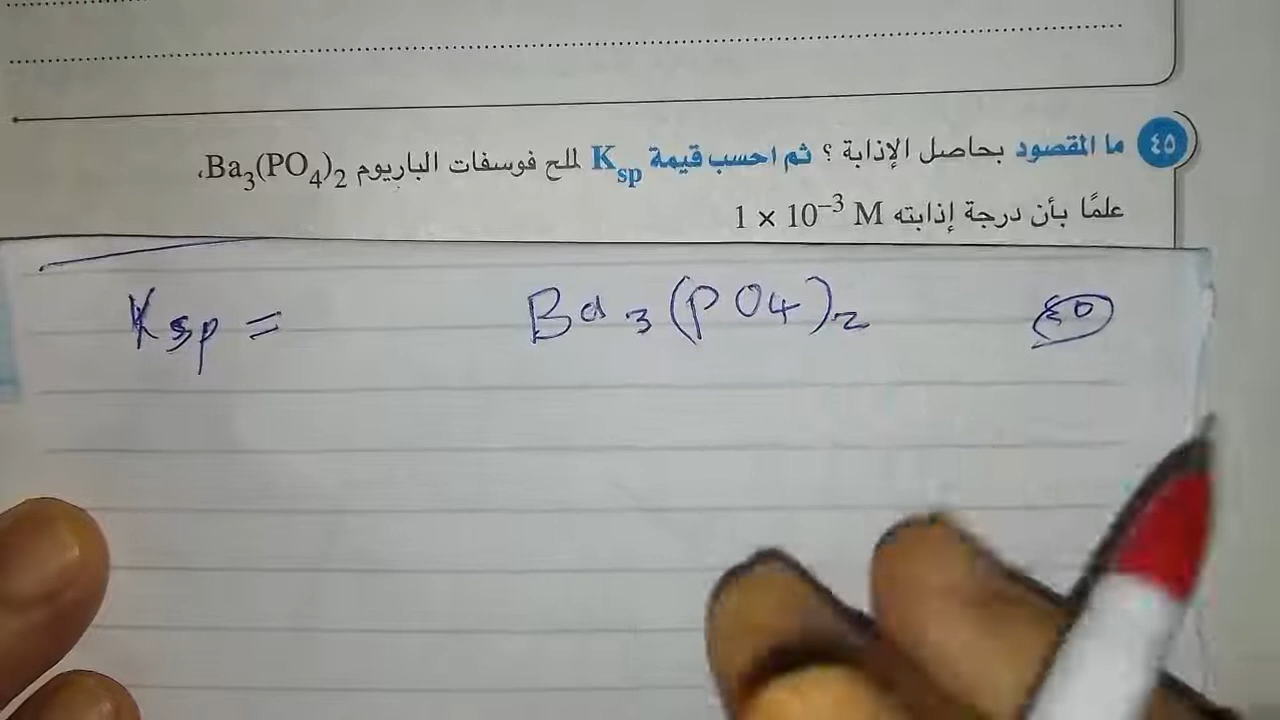 ٤٥ ما المقصود بحاصل الإذابة ؟ ثم احسب قيمة Ksp لملح فوسفات الباريوم Ba3(PO4)2،
علمًا بأن درجة إذابته 1 × 10−3 M
٤٥ Ba3(PO4)2 Ksp =